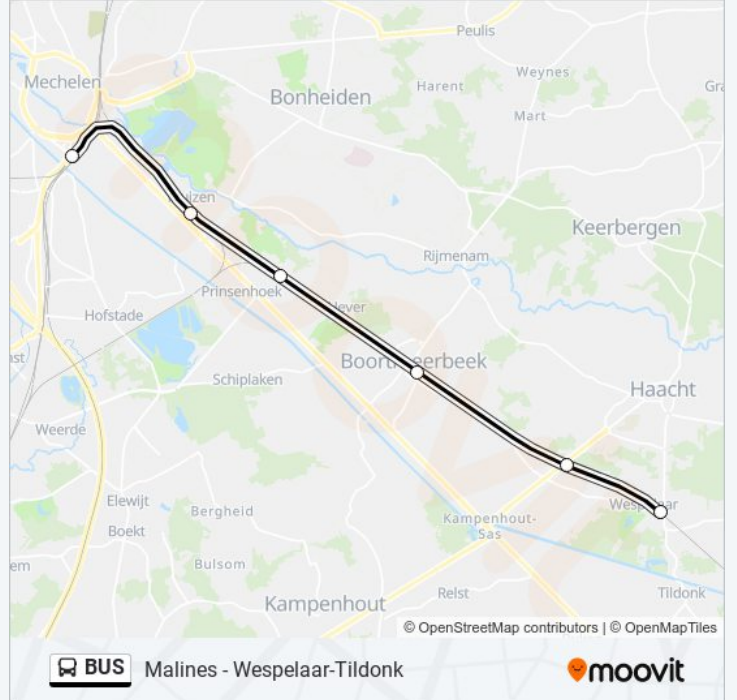 Peulis
Mechelen
Weynes
Harent
Bonheiden
Mart
Keerbergen
Rijmenam
Prinsenhoek
Hofstade
Schiplaken
Haacht
Weerde
Elewijt
Bergheid
Kampenhout-
Sas
Boekt
Bulsom
Relst
Tildonk
Kampenhout
© OpenStreetMap contributors | © OpenMapTiles
BUS Malines - Wespelaar-Tildonk
moovit